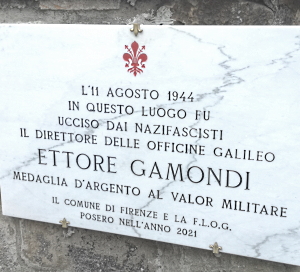 L'11 AGOSTO 1944
IN QUESTO LUOGO FU
UCCISO DAI NAZIFASCISTI
IL DIRETTORE DELLE OFFICINE GALILEO
ETTORE GAMONDI
MEDAGLIA D'ARGENTO AL VALOR MILITARE
IL COMUNE DI FIRENZE E LA F.L.O.G.
POSERO NELL'ANNO 2021